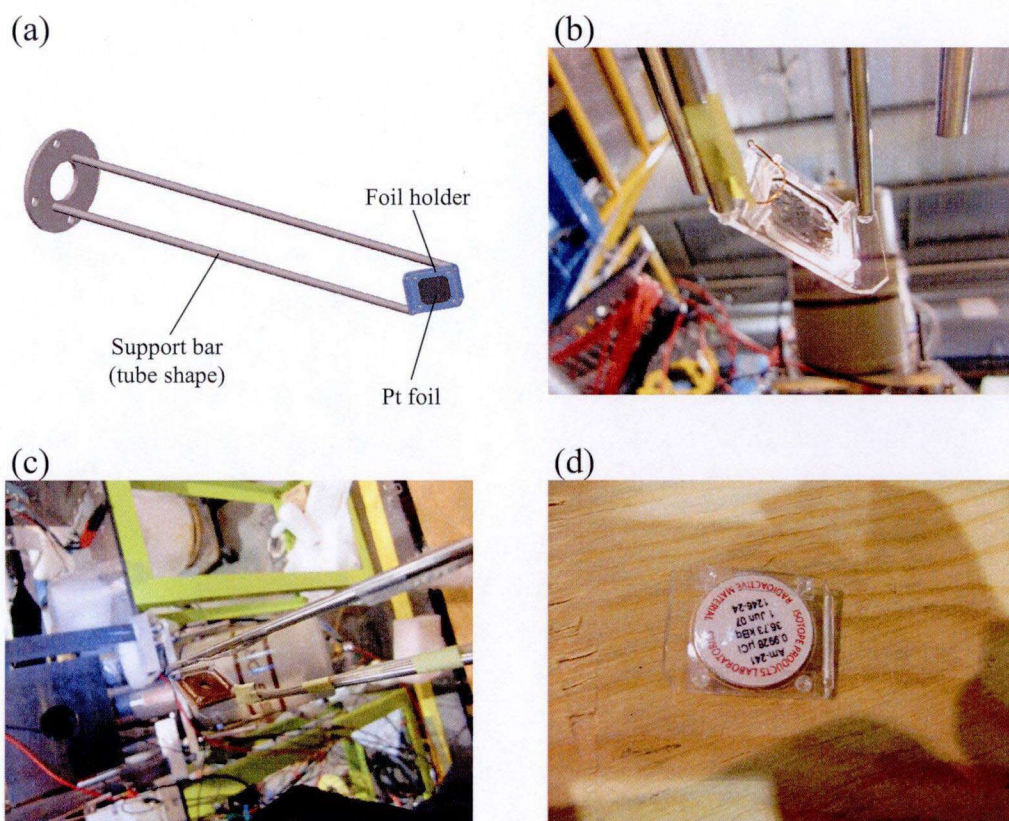 (a)
Foil holder
Support bar
(tube shape)
Pt foil
(b)
(c)
(d)
ISOTOPE PRODUCTS LABORATORIES
RADIOACTIVE MATERIAL
Am-241
0.9928 µCi
36.73 kBq
1 Jun 07
1246-24